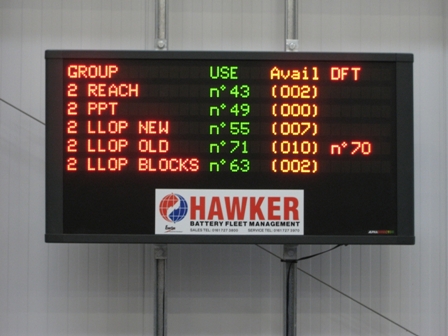 GROUP USE Avail DFT
2 REACH n°43 (002)
2 PPT n°49 (000)
2 LLOP NEW n°55 (007)
2 LLOP OLD n°71 (010) n°70
2 LLOP BLOCKS n°63 (002)
HAWKER
BATTERY FLEET MANAGEMENT